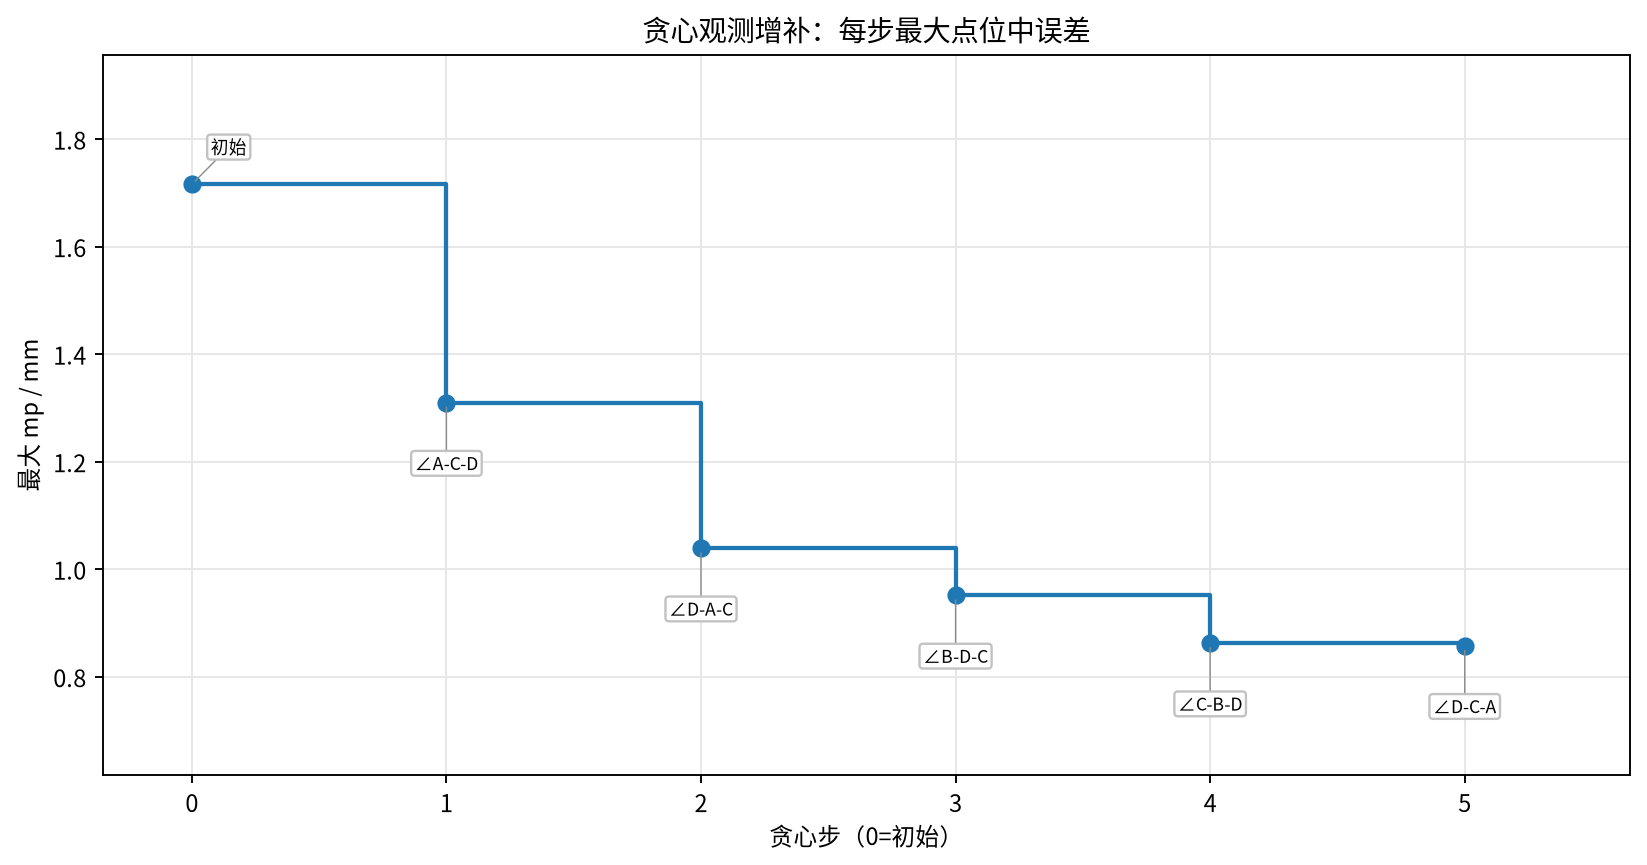 贪心观测增补：每步最大点位中误差
最大 mp / mm
1.8
1.6
1.4
1.2
1.0
0.8
初始
∠A-C-D
∠D-A-C
∠B-D-C
∠C-B-D
∠D-C-A
0 1 2 3 4 5
贪心步（0=初始）